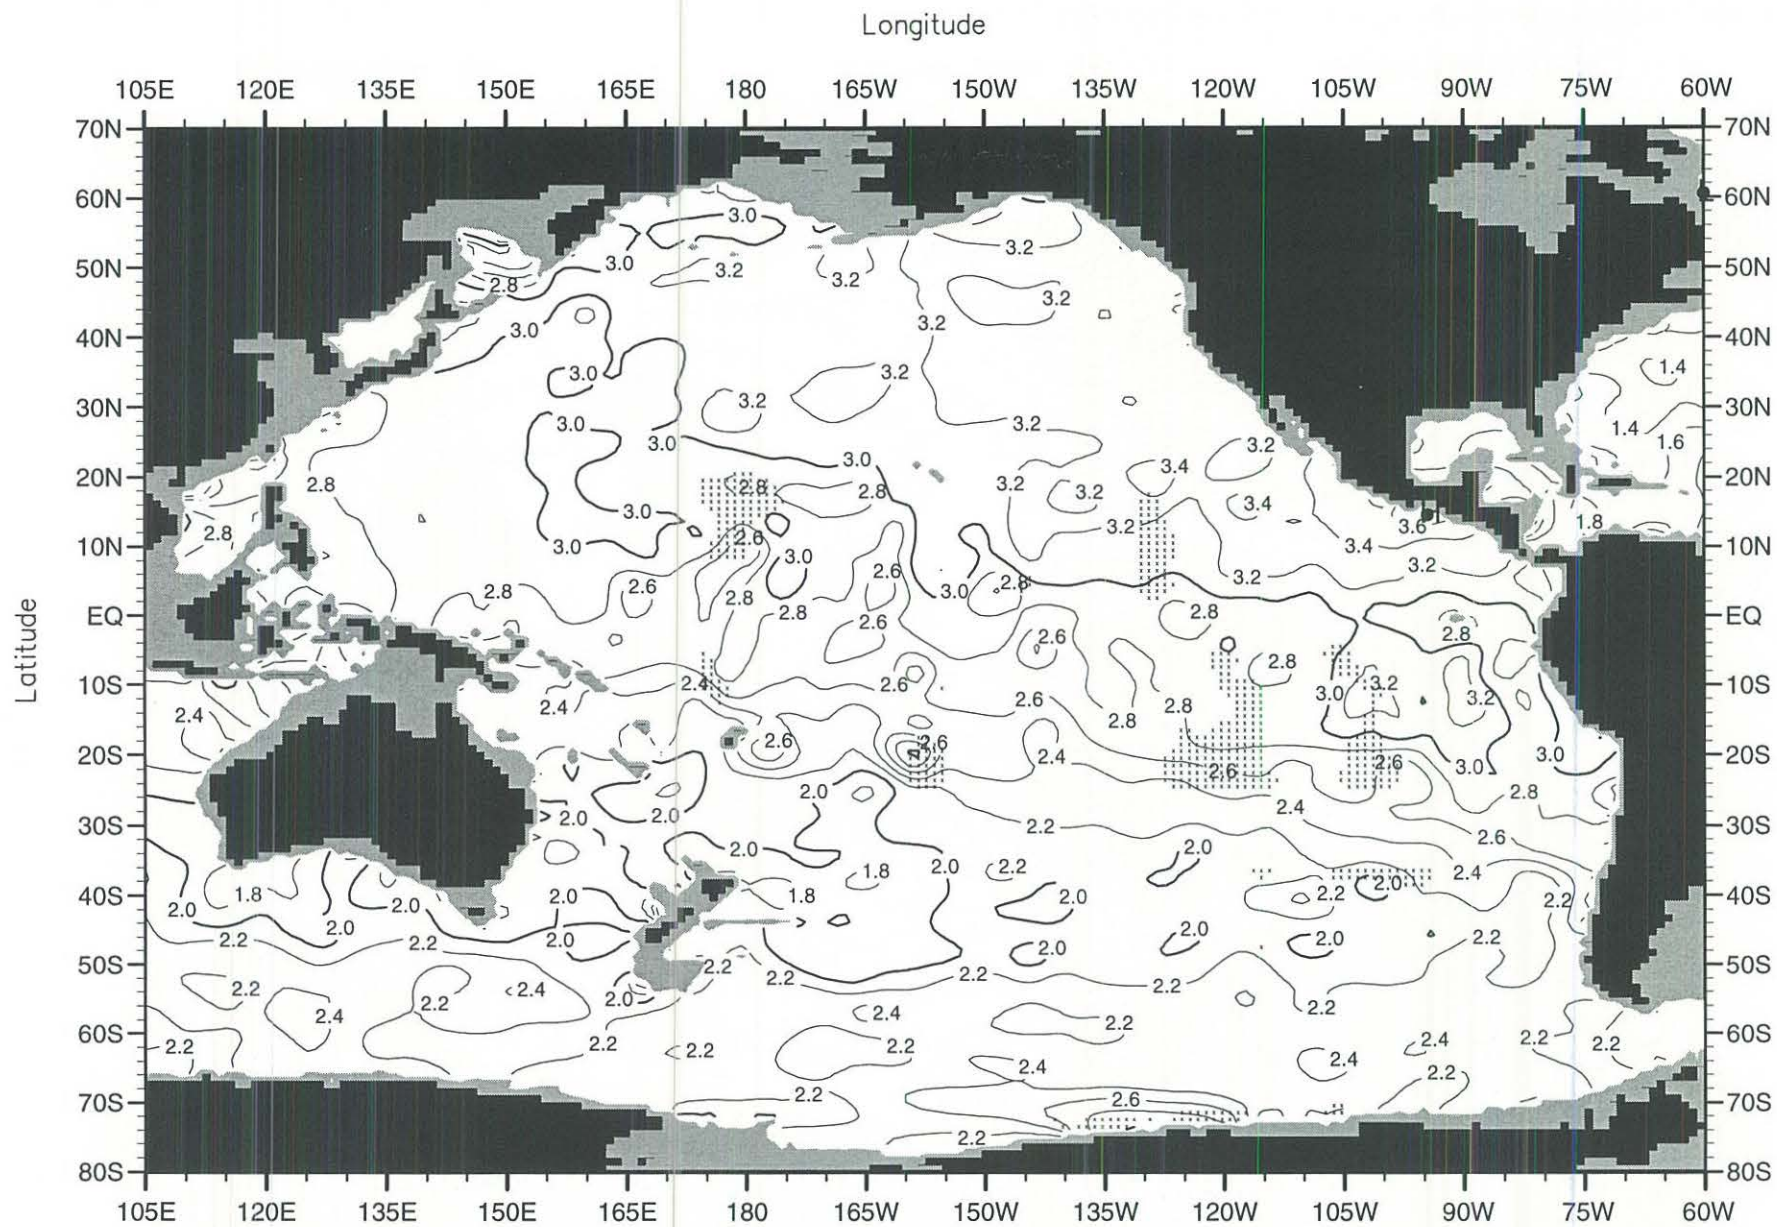 Longitude
105E 120E 135E 150E 165E 180 165W 150W 135W 120W 105W 90W 75W 60W
70N 70N
60N 3.0 60N
3.2
50N 3.0 3.2 3.2 50N
2.8 3.2
3.0 3.2
40N 40N
3.0 3.2 1.4
30N 3.2 30N
3.0 3.2 1.4
3.0 3.0 3.2 3.4 3.2 1.6
20N 2.8 2.8 2.8 3.2 3.2 3.4 20N
3.0 3.2 3.6 1.8
2.8 2.6
10N 3.0 3.0 3.4 10N
2.6 3.2 3.2
2.8 2.6 2.8 2.8 3.0 2.8 2.8
EQ 2.6 2.8 EQ
2.6 2.8
10S 2.4 2.6 3.0 3.2 10S
2.4 2.4 2.6 2.8 2.8 3.2
2.6 2.6
20S 2.4 2.6 2.6 3.0 3.0 20S
2.0 2.4 2.8
30S 2.0 2.0 2.2 2.6 30S
2.0 2.0
1.8 2.2 2.4
40S 1.8 2.0 1.8 2.0 2.2 2.0 2.2 40S
2.0 2.0 2.0
2.2 2.2 2.0 2.0 2.0 2.0 2.2
50S 2.2 2.2 2.2 2.2 50S
2.2 2.2 2.4 2.0 2.2
2.4 2.4 2.2
60S 60S
2.2 2.2 2.2 2.2 2.4 2.2 2.2
2.4 2.4 2.2
70S 2.2 2.6 70S
2.2
80S 80S
105E 120E 135E 150E 165E 180 165W 150W 135W 120W 105W 90W 75W 60W
Latitude